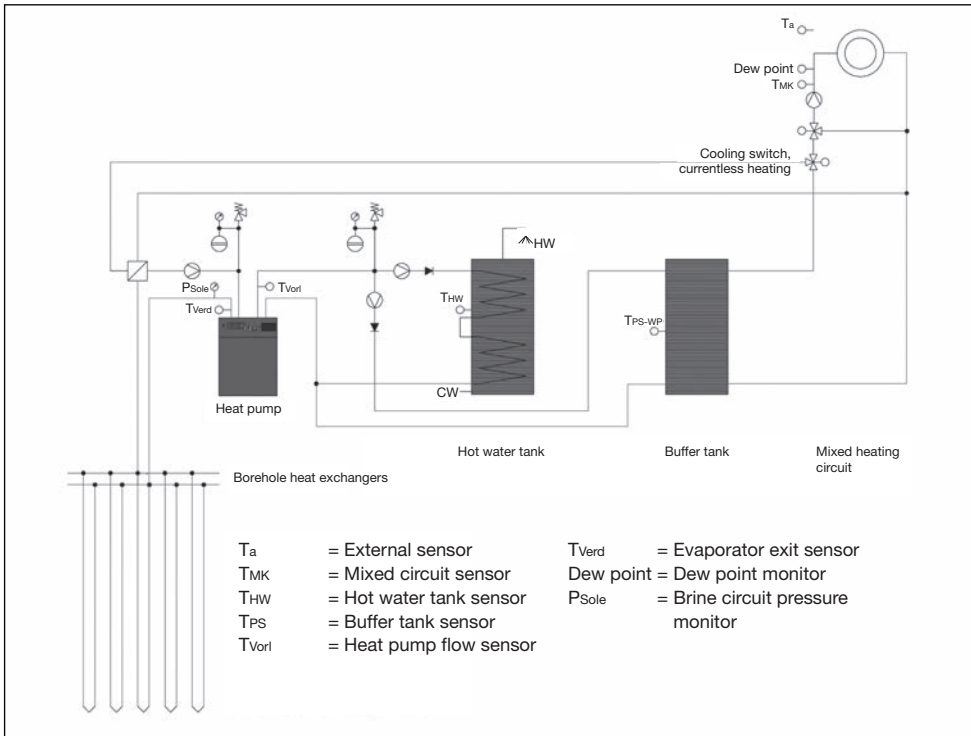 Ta
Dew point
TMK
Cooling switch,
currentless heating
HW
PSole
TVorl
TVerd
THW
TPS-WP
CW
Heat pump
Hot water tank
Buffer tank
Mixed heating
circuit
Borehole heat exchangers
Ta = External sensor
TMK = Mixed circuit sensor
THW = Hot water tank sensor
TPS = Buffer tank sensor
TVorl = Heat pump flow sensor
TVerd = Evaporator exit sensor
Dew point = Dew point monitor
PSole = Brine circuit pressure
monitor